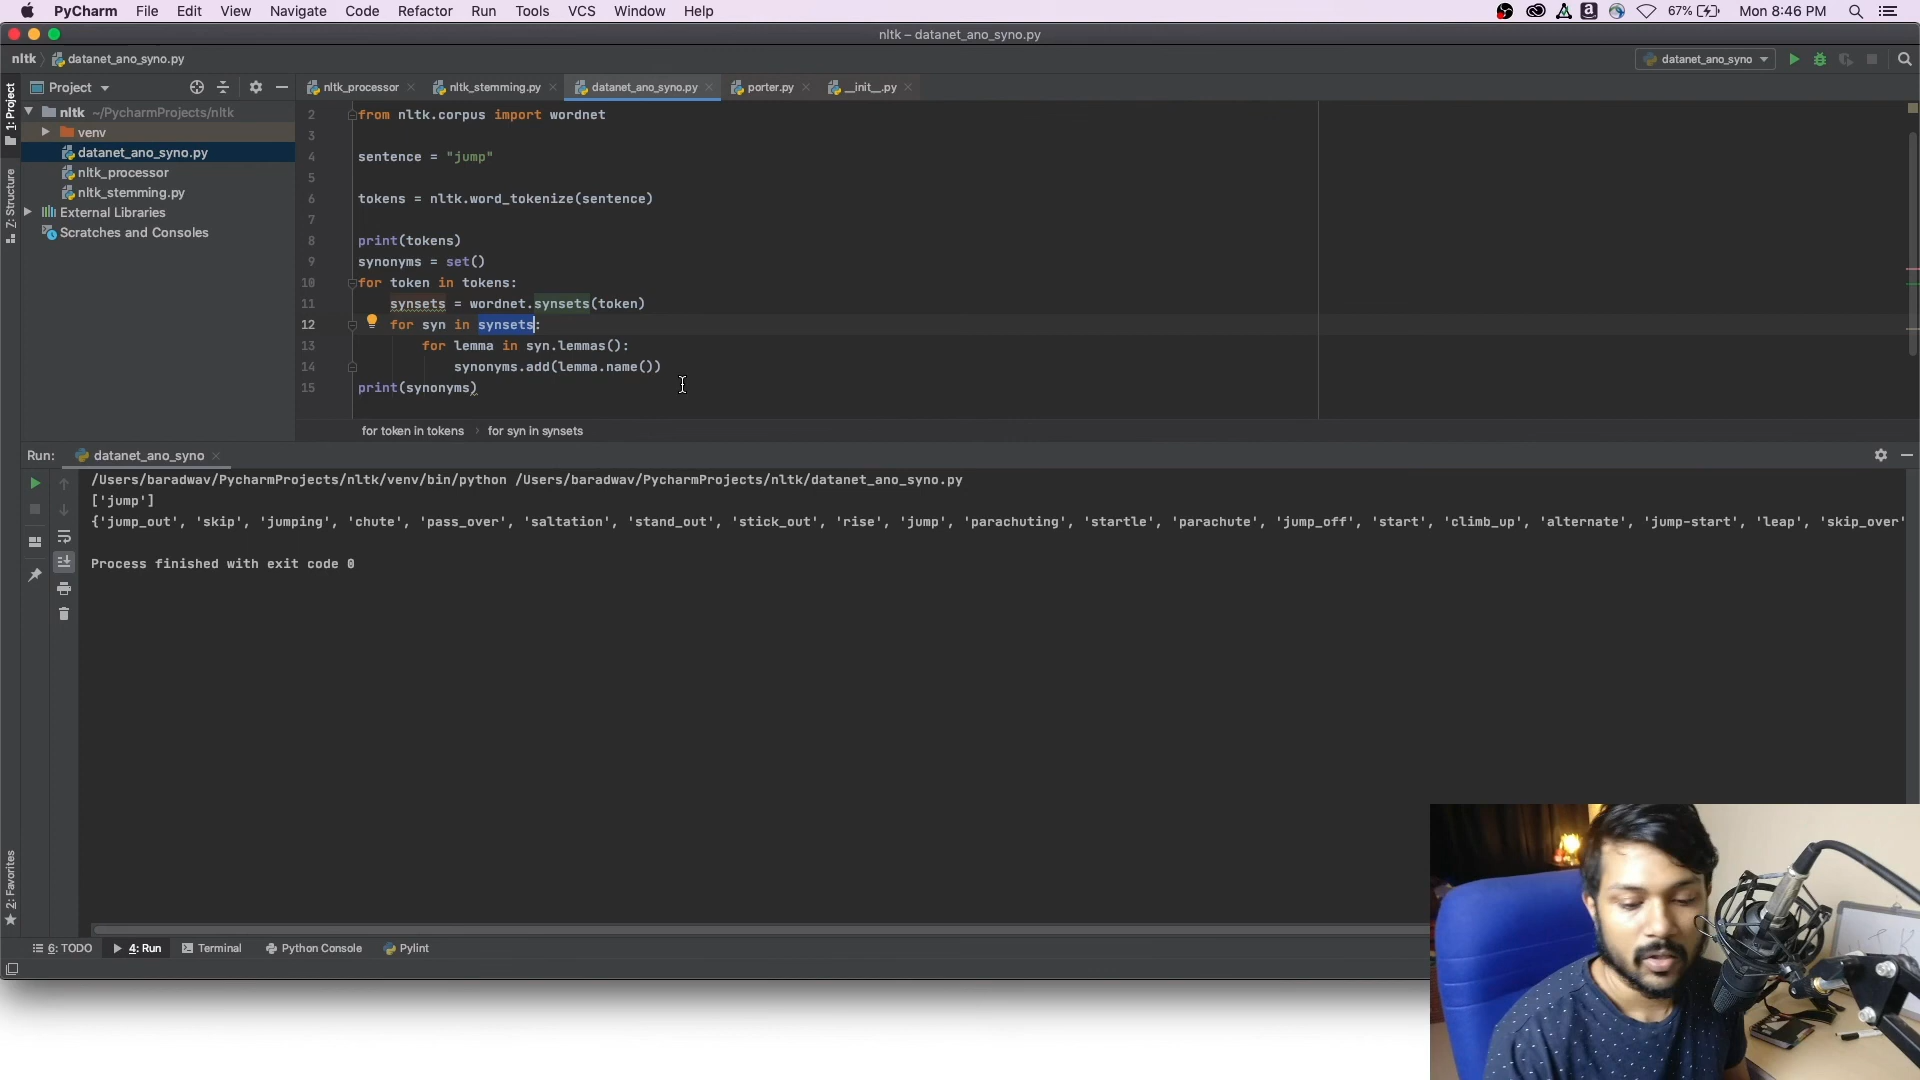 PyCharm File Edit View Navigate Code Refactor Run Tools VCS Window Help 67% Mon 8:46 PM
nltk – datanet_ano_syno.py
nltk datanet_ano_syno.py datanet_ano_syno
1: Project
Project
nltk_processor nltk_stemming.py datanet_ano_syno.py porter.py __init__.py
nltk ~/PycharmProjects/nltk
venv
datanet_ano_syno.py
nltk_processor
nltk_stemming.py
External Libraries
Scratches and Consoles
Z: Structure
2 from nltk.corpus import wordnet
3
4 sentence = "jump"
5
6 tokens = nltk.word_tokenize(sentence)
7
8 print(tokens)
9 synonyms = set()
10 for token in tokens:
11 synsets = wordnet.synsets(token)
12 for syn in synsets:
13 for lemma in syn.lemmas():
14 synonyms.add(lemma.name())
15 print(synonyms)
for token in tokens › for syn in synsets
Run: datanet_ano_syno
/Users/baradwav/PycharmProjects/nltk/venv/bin/python /Users/baradwav/PycharmProjects/nltk/datanet_ano_syno.py
['jump']
{'jump_out', 'skip', 'jumping', 'chute', 'pass_over', 'saltation', 'stand_out', 'stick_out', 'rise', 'jump', 'parachuting', 'startle', 'parachute', 'jump_off', 'start', 'climb_up', 'alternate', 'jump-start', 'leap', 'skip_over'
Process finished with exit code 0
2: Favorites
6: TODO 4: Run Terminal Python Console Pylint